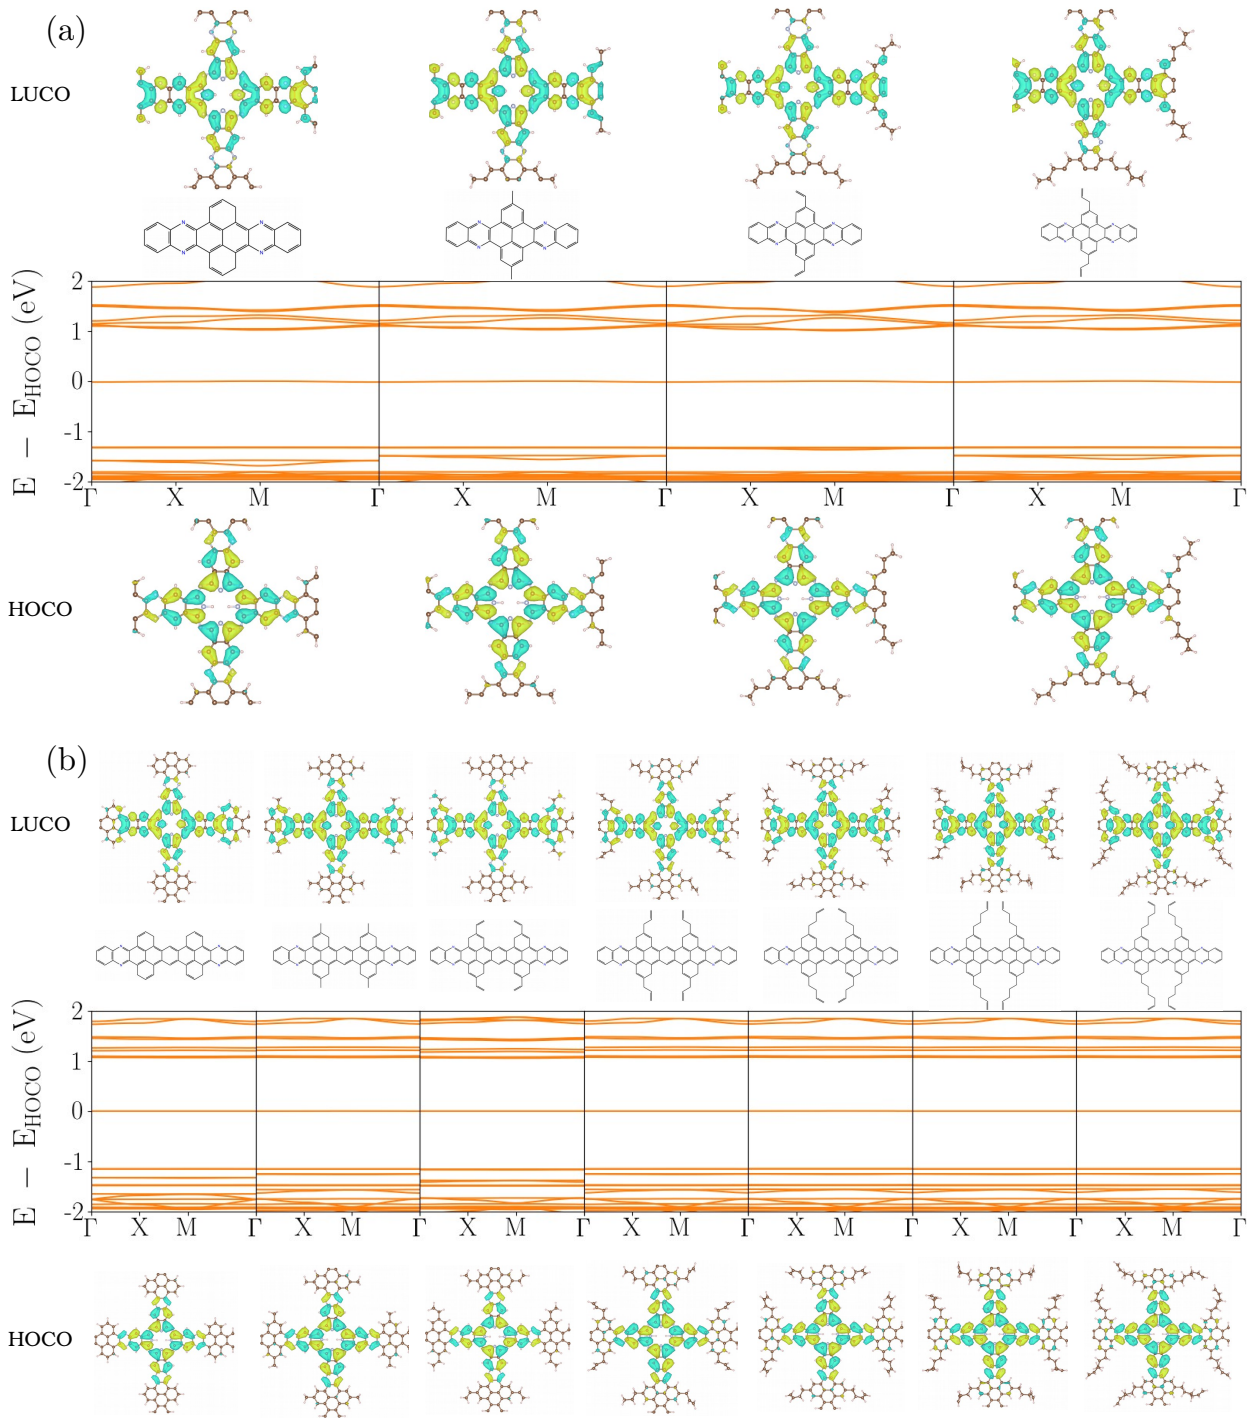 (a)
LUCO
N N
N N
N N
N N
N N
N N
N N
N N
E − E_HOCO (eV)
2
1
0
-1
-2
Γ X M Γ X M Γ X M Γ X M Γ
HOCO
(b)
LUCO
E − E_HOCO (eV)
2
1
0
-1
-2
Γ X M Γ X M Γ X M Γ X M Γ X M Γ X M Γ X M Γ
HOCO